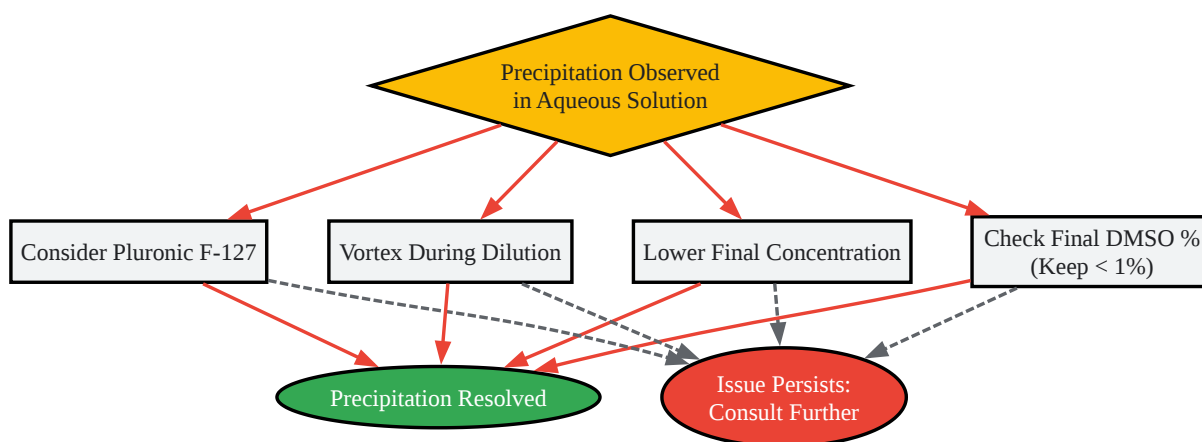 Precipitation Observed
in Aqueous Solution
Consider Pluronic F-127
Vortex During Dilution
Lower Final Concentration
Check Final DMSO %
(Keep < 1%)
Precipitation Resolved
Issue Persists:
Consult Further